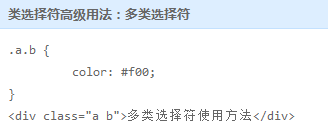 类选择符高级用法：多类选择符
.a.b {
color: #f00;
}
<div class="a b">多类选择符使用方法</div>